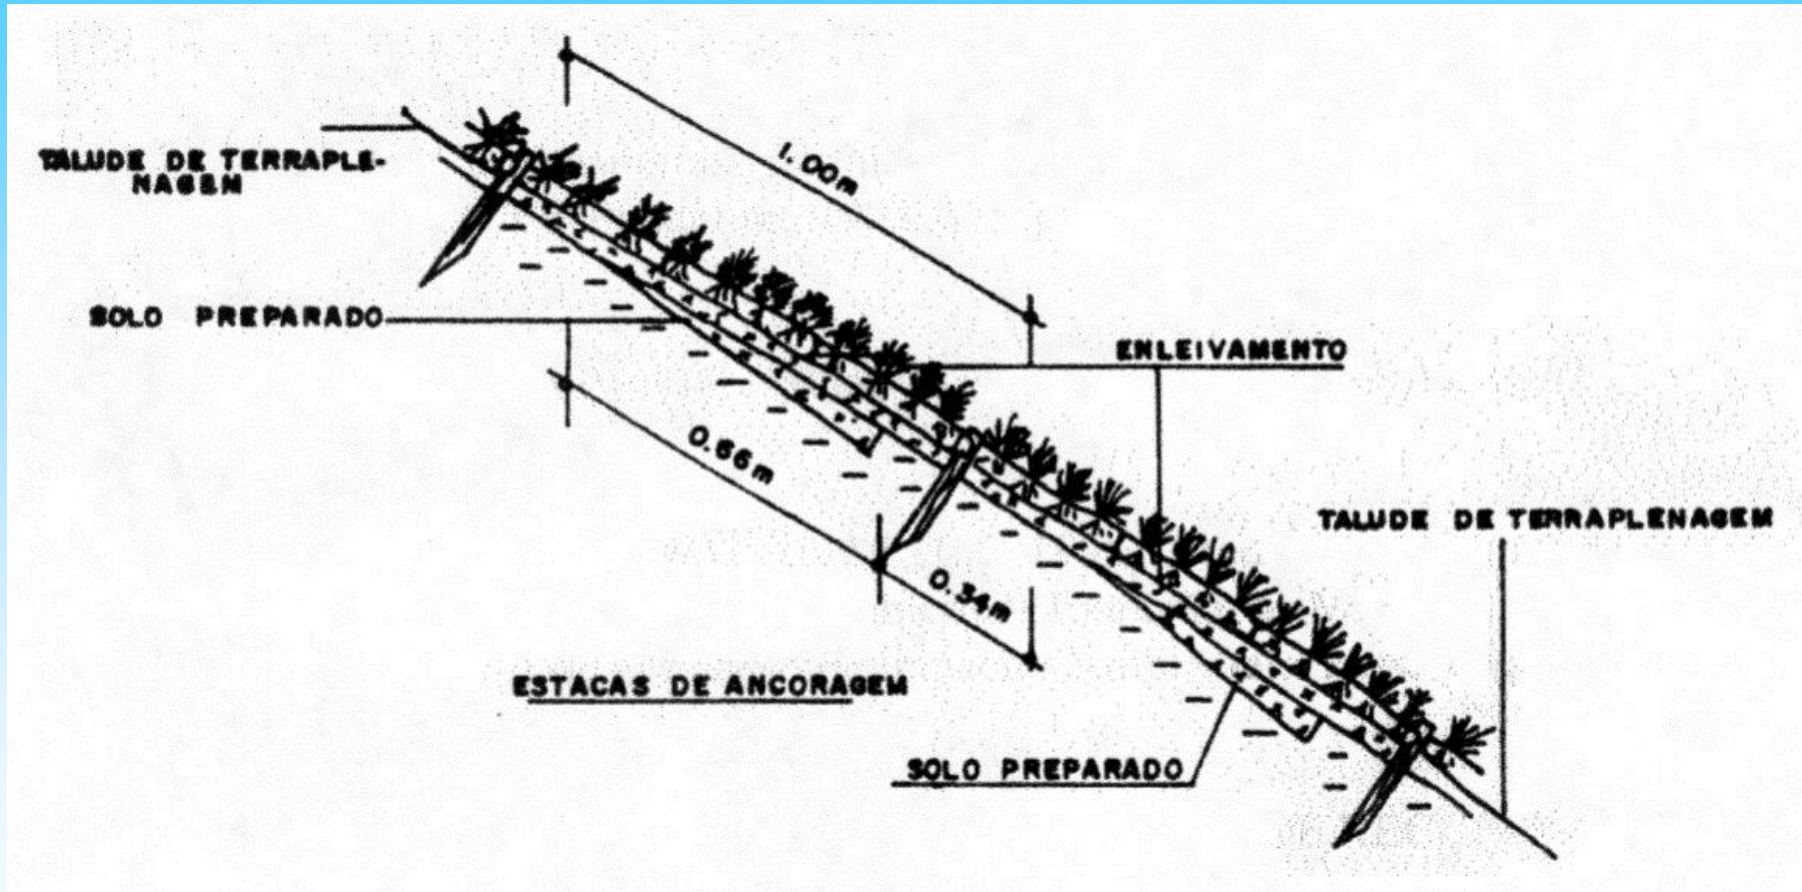 1.00m
TALUDE DE TERRAPLE-
NAGEM
SOLO PREPARADO
ENLEIVAMENTO
0.66m
TALUDE DE TERRAPLENAGEM
0.34m
ESTACAS DE ANCORAGEM
SOLO PREPARADO